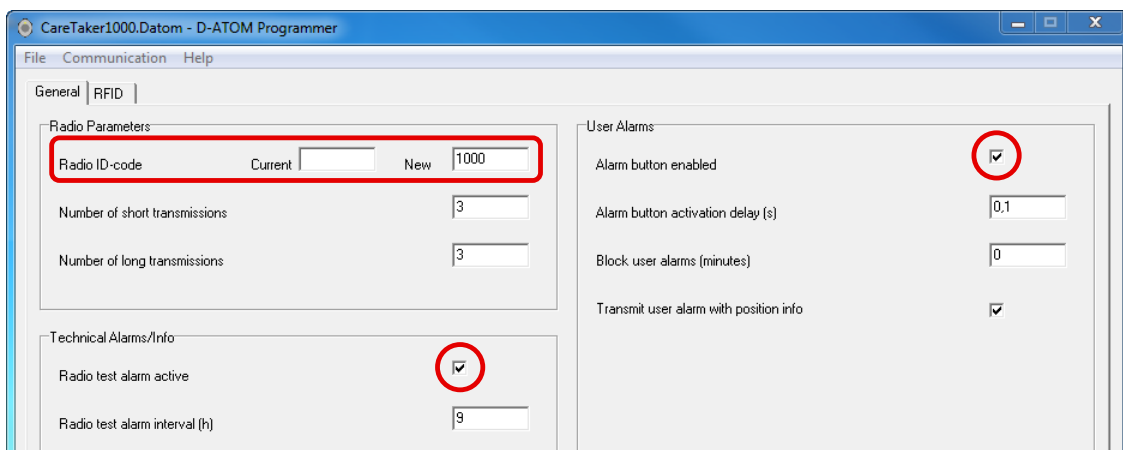 CareTaker1000.Datom - D-ATOM Programmer
File Communication Help
General RFID
Radio Parameters
Radio ID-code Current New 1000
Number of short transmissions 3
Number of long transmissions 3
Technical Alarms/Info
Radio test alarm active
Radio test alarm interval (h) 9
User Alarms
Alarm button enabled
Alarm button activation delay (s) 0,1
Block user alarms (minutes) 0
Transmit user alarm with position info